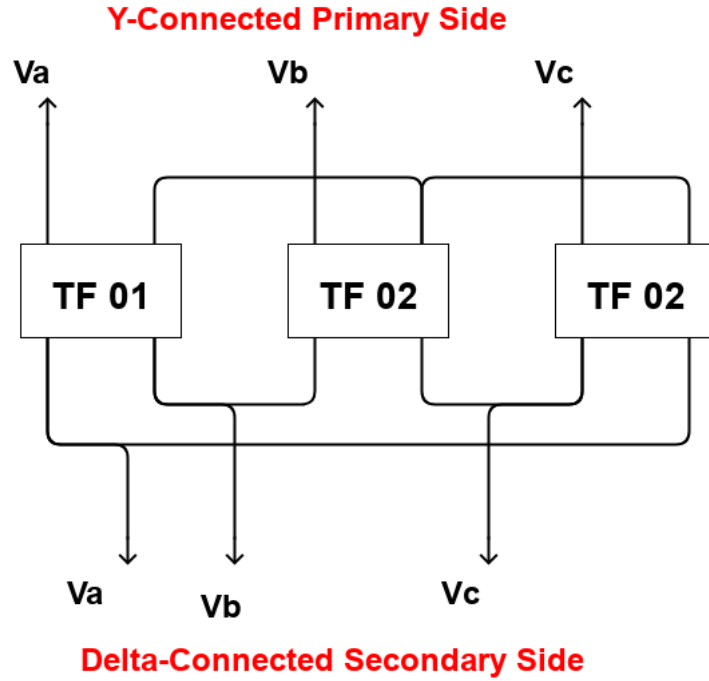 Y-Connected Primary Side
Va
Vb
Vc
TF 01
TF 02
TF 02
Va
Vb
Vc
Delta-Connected Secondary Side